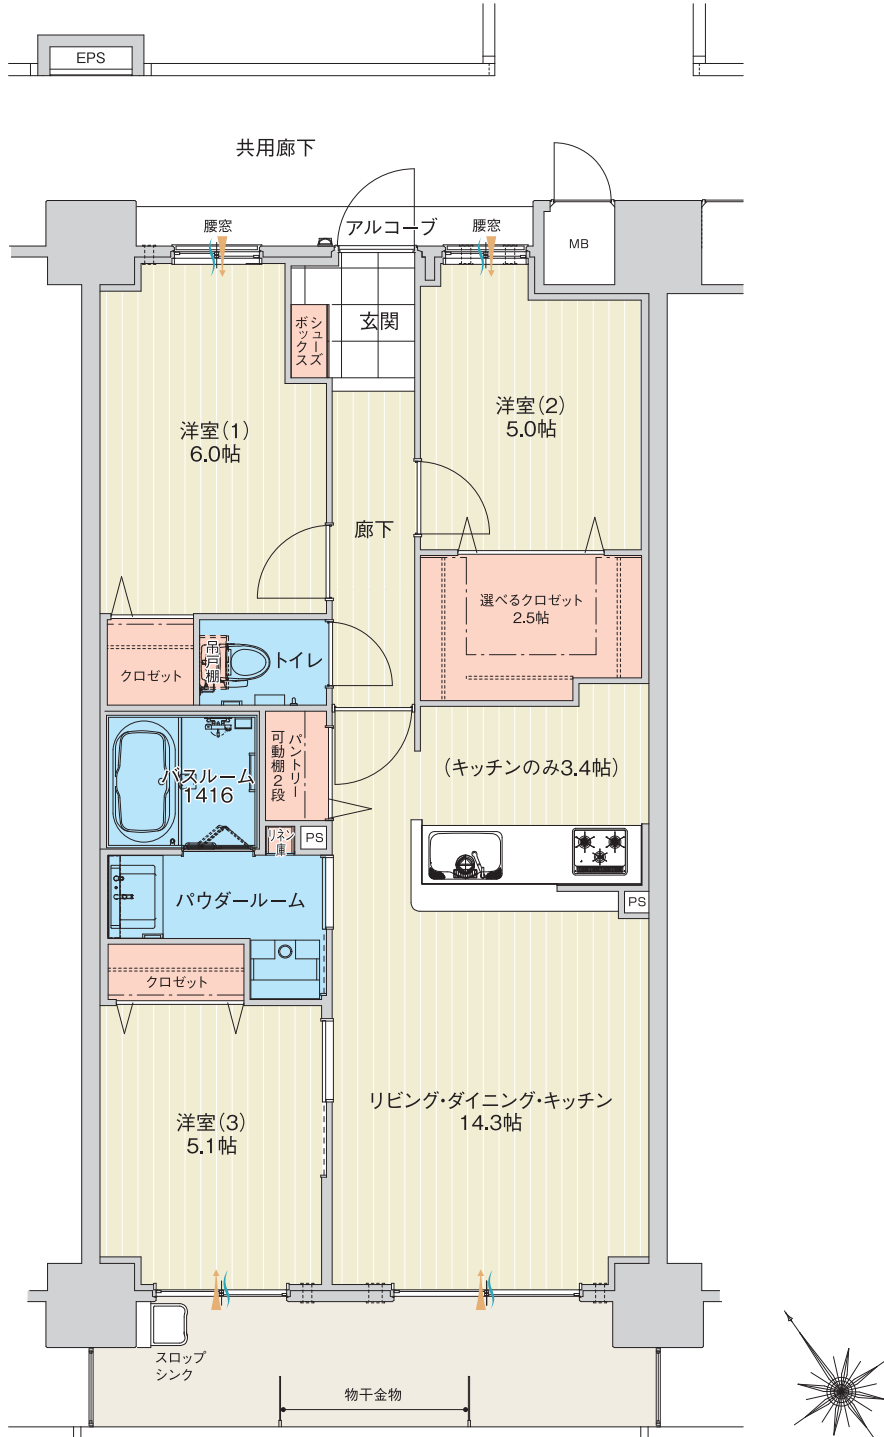 EPS
共用廊下
腰窓
アルコーブ
腰窓
MB
シューズ
ボックス
玄関
洋室(1)
6.0帖
洋室(2)
5.0帖
廊下
選べるクロゼット
2.5帖
クロゼット
吊戸棚
トイレ
パントリー
可動棚2段
(キッチンのみ3.4帖)
バスルーム
1416
リネン
庫
PS
パウダールーム
PS
クロゼット
リビング・ダイニング・キッチン
14.3帖
洋室(3)
5.1帖
スロップ
シンク
物干金物